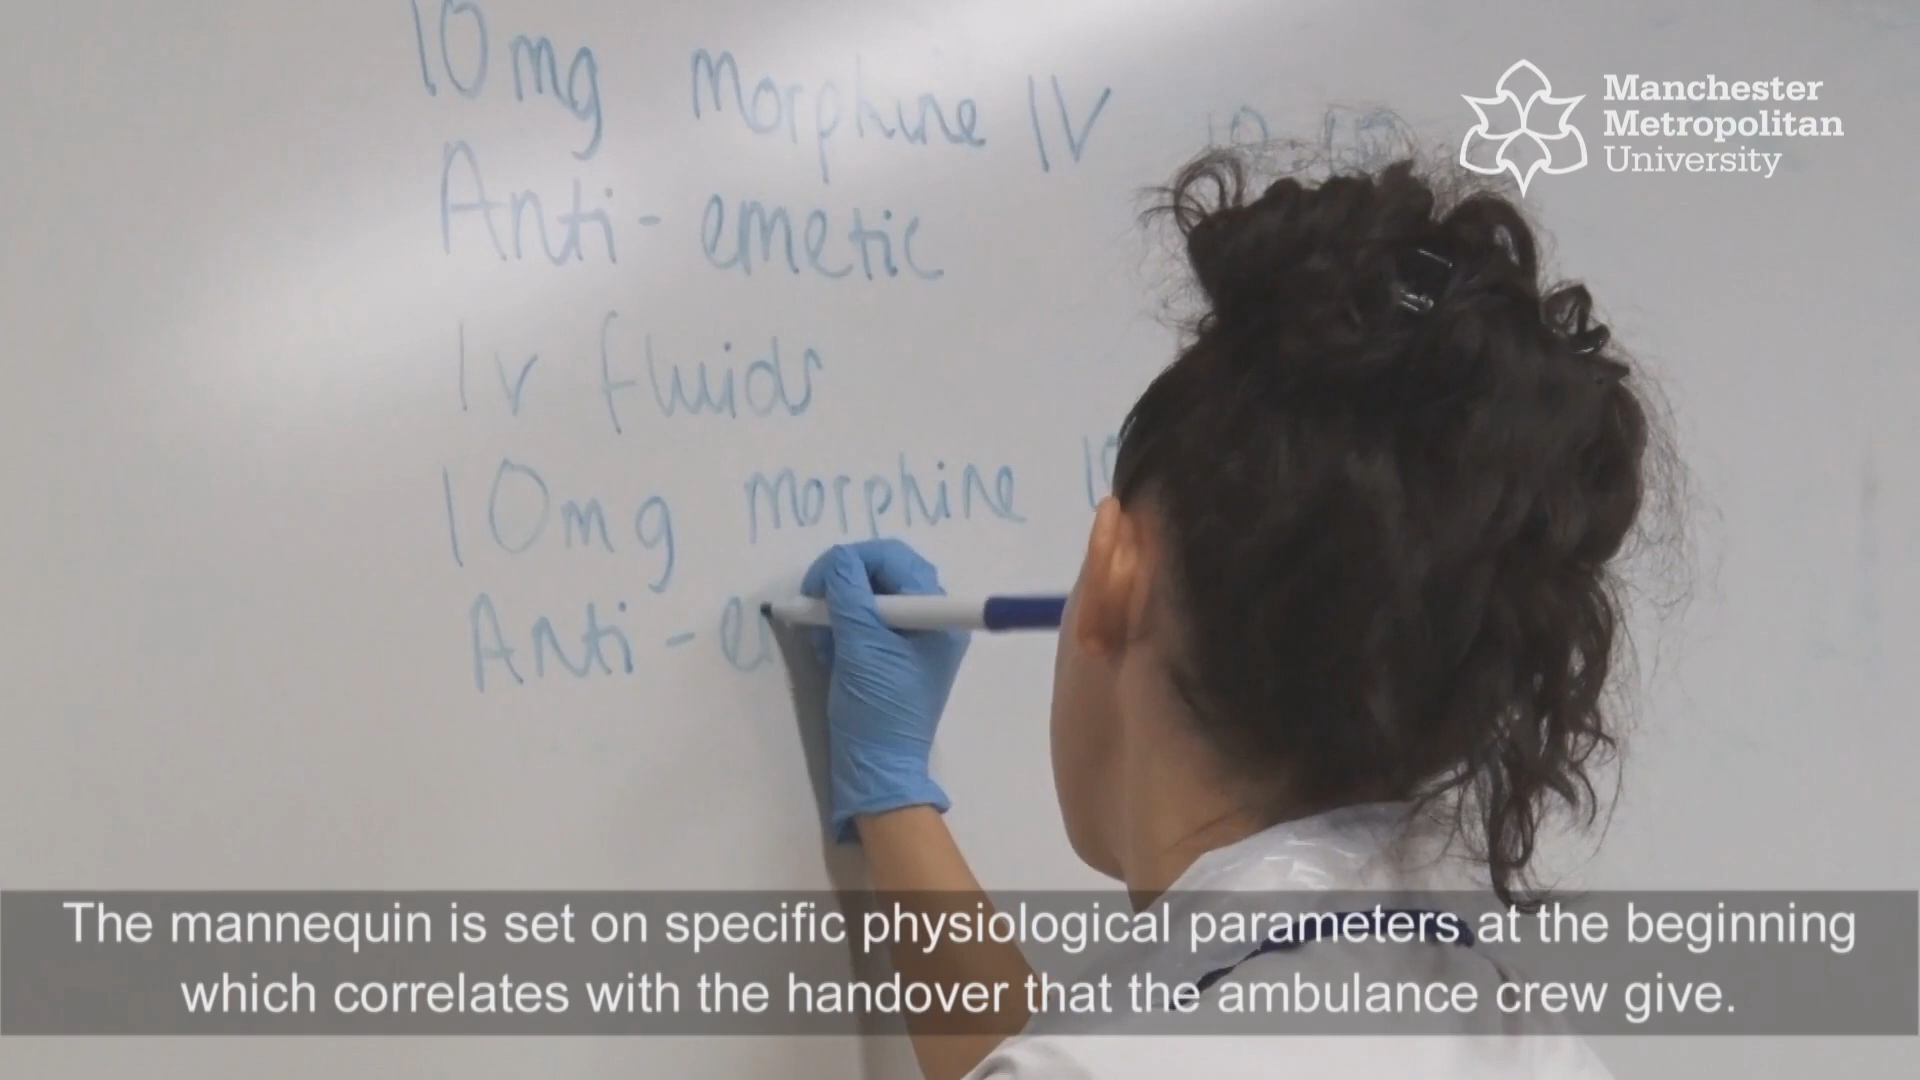 10mg morphine IV
Anti-emetic
IV fluids
10mg morphine
Anti-e
Manchester
Metropolitan
University
The mannequin is set on specific physiological parameters at the beginning
which correlates with the handover that the ambulance crew give.